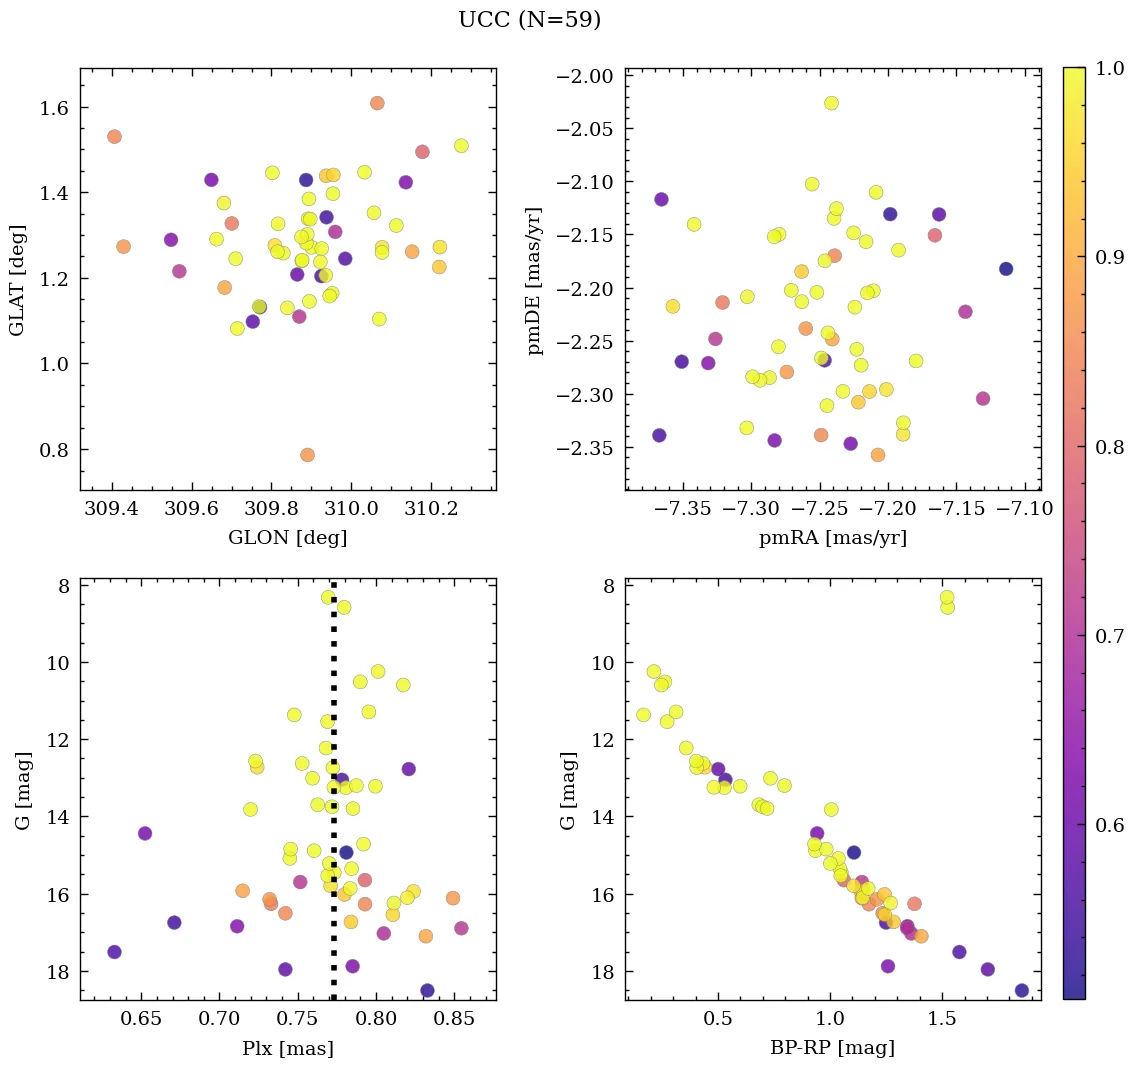 UCC (N=59)
1.6
1.4
1.2
1.0
0.8
GLAT [deg]
309.4 309.6 309.8 310.0 310.2
GLON [deg]
−2.00
−2.05
−2.10
−2.15
−2.20
−2.25
−2.30
−2.35
pmDE [mas/yr]
−7.35 −7.30 −7.25 −7.20 −7.15 −7.10
pmRA [mas/yr]
1.0
0.9
0.8
0.7
0.6
8
10
12
14
16
18
G [mag]
0.65 0.70 0.75 0.80 0.85
Plx [mas]
8
10
12
14
16
18
G [mag]
0.5 1.0 1.5
BP-RP [mag]